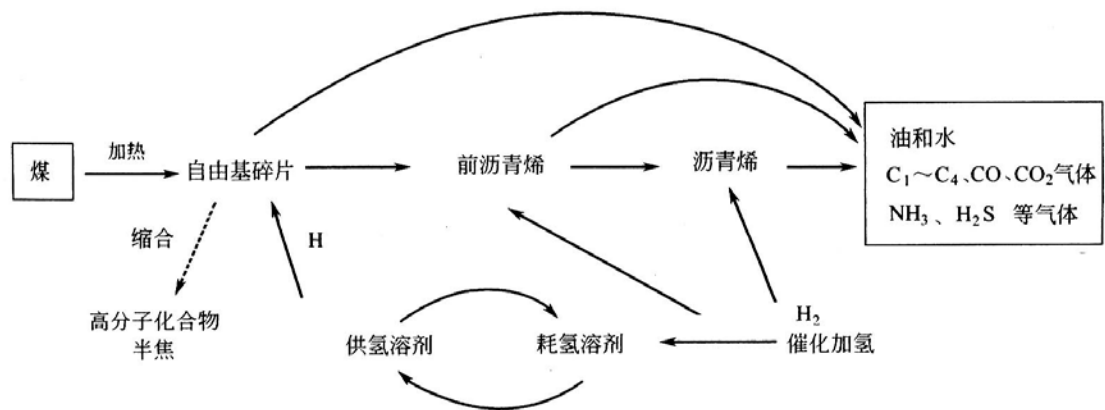 煤
加热
自由基碎片
前沥青烯
沥青烯
油和水
C₁～C₄、CO、CO₂气体
NH₃、H₂S 等气体
缩合
H
高分子化合物
半焦
供氢溶剂
耗氢溶剂
H₂
催化加氢